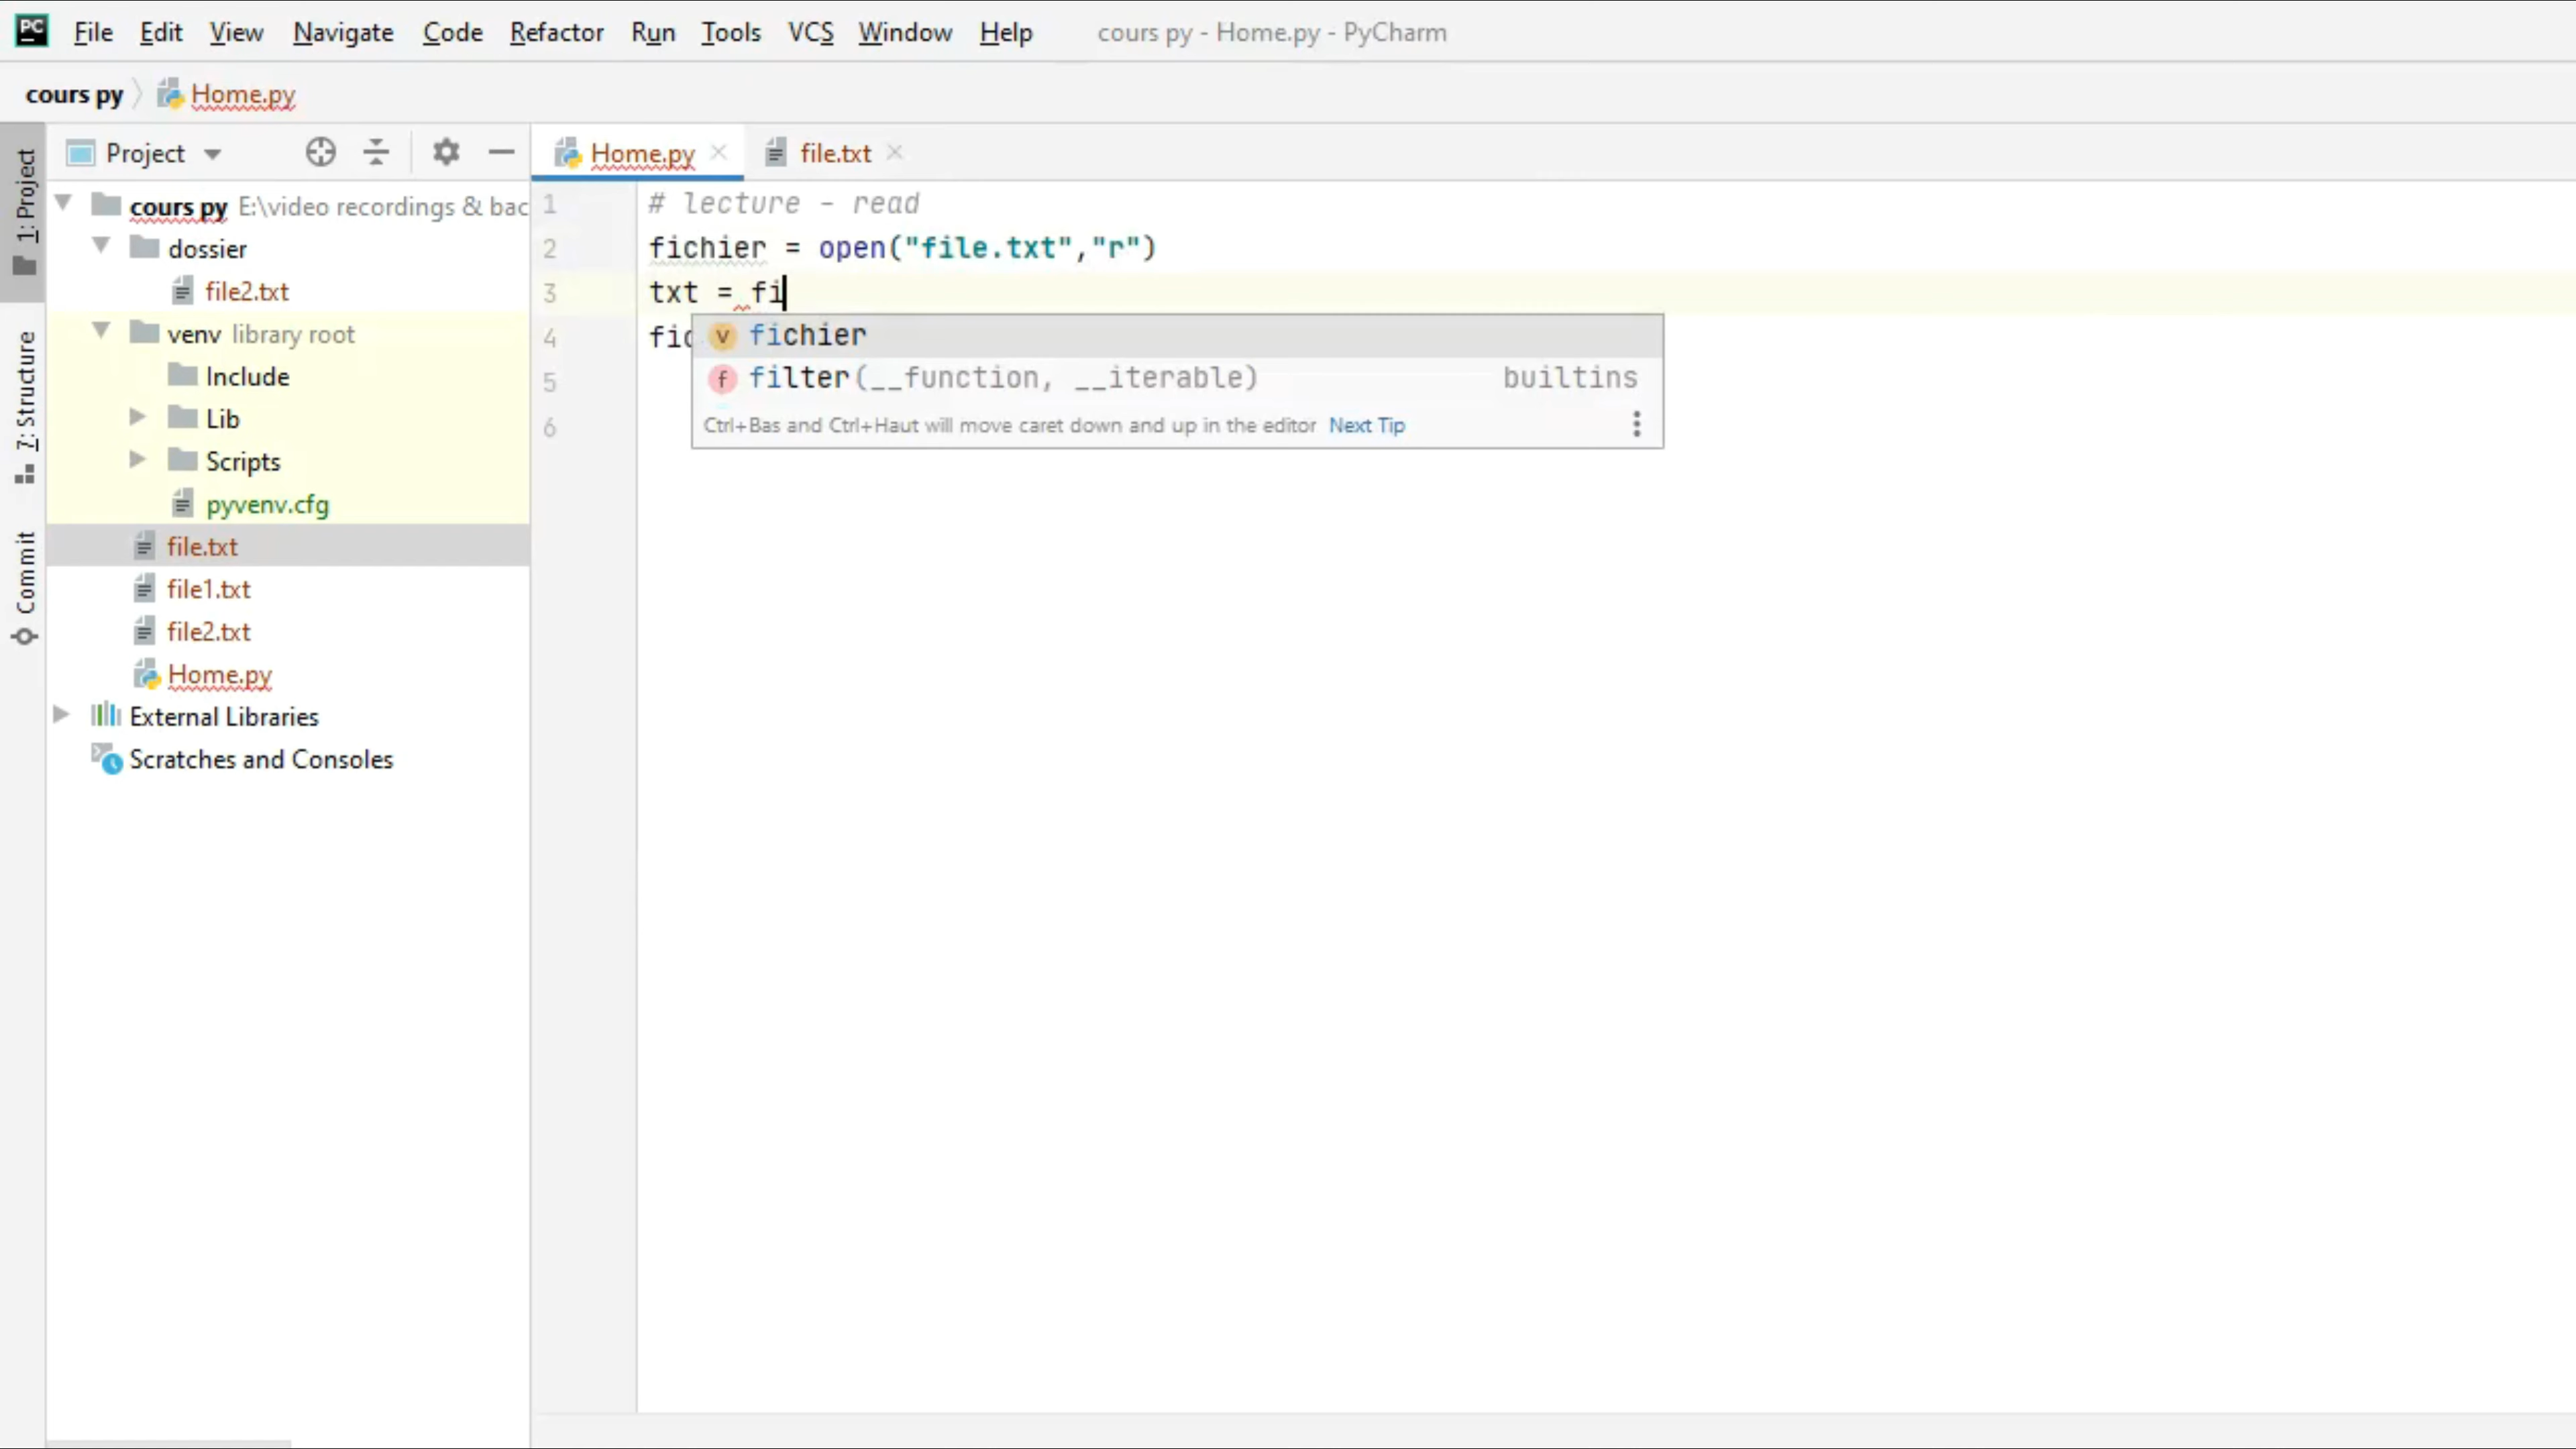 PC File Edit View Navigate Code Refactor Run Tools VCS Window Help cours py - Home.py - PyCharm
cours py Home.py
1: Project
7: Structure
Commit
Project
cours py E:\video recordings & bac
dossier
file2.txt
venv library root
Include
Lib
Scripts
pyvenv.cfg
file.txt
file1.txt
file2.txt
Home.py
External Libraries
Scratches and Consoles
Home.py file.txt
1 # lecture - read
2 fichier = open("file.txt","r")
3 txt = fi
4 fic
5
6
v fichier
f filter(__function, __iterable) builtins
Ctrl+Bas and Ctrl+Haut will move caret down and up in the editor Next Tip